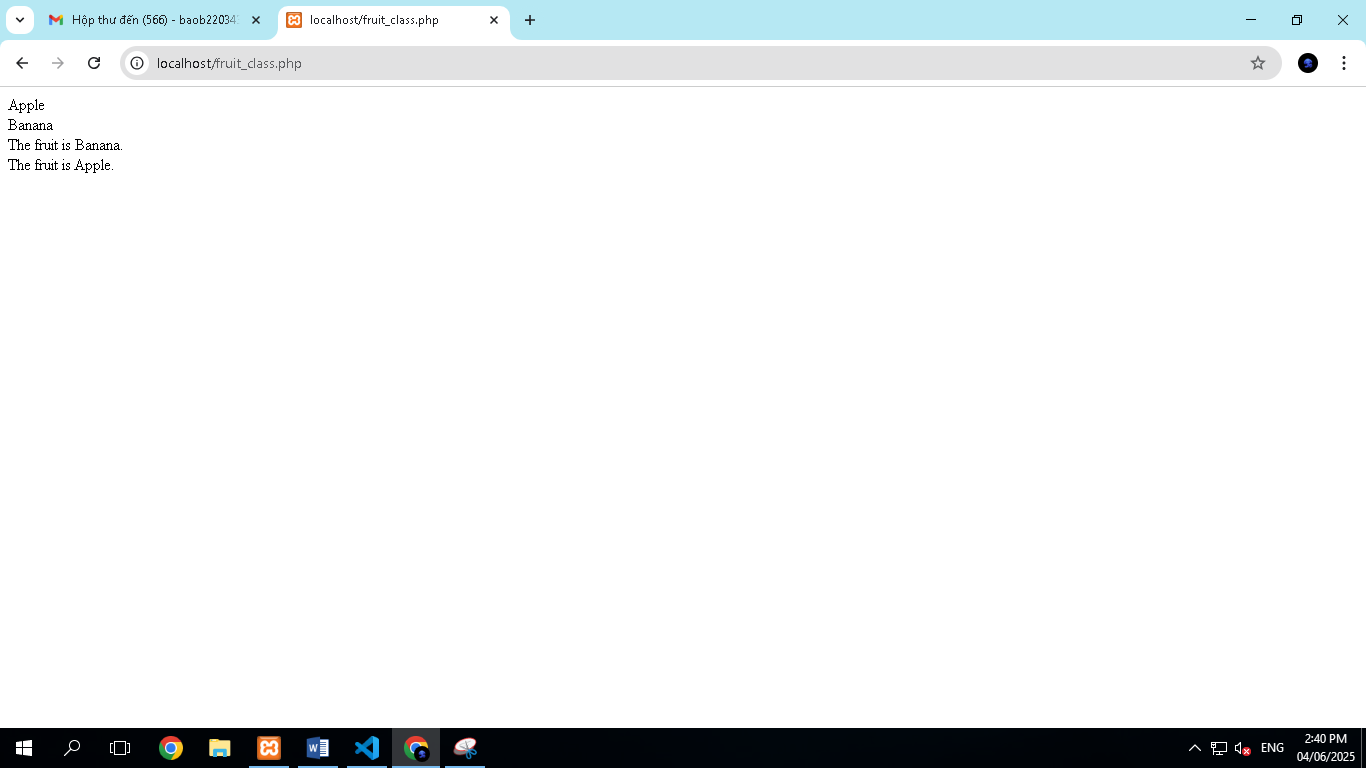 Hộp thư đến (566) - baob22034
localhost/fruit_class.php
localhost/fruit_class.php
Apple
Banana
The fruit is Banana.
The fruit is Apple.
ENG
2:40 PM
04/06/2025